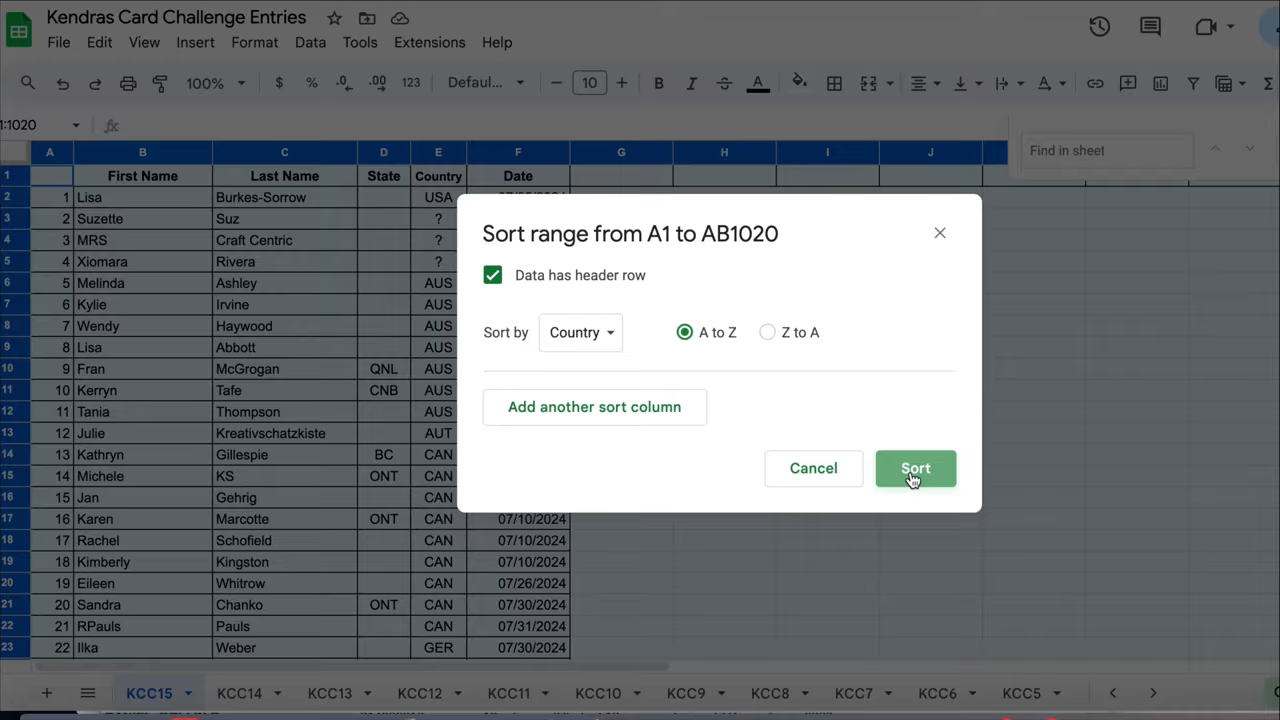 Kendras Card Challenge Entries
File Edit View Insert Format Data Tools Extensions Help
100% $ % .0 .00 123 Defaul... 10 B I A
1:1020 fx
Find in sheet
A B C D E F G H I J
1 First Name Last Name State Country Date
2 1 Lisa Burkes-Sorrow USA
3 2 Suzette Suz ?
4 3 MRS Craft Centric ?
5 4 Xiomara Rivera ?
6 5 Melinda Ashley AUS
7 6 Kylie Irvine AUS
8 7 Wendy Haywood AUS
9 8 Lisa Abbott AUS
10 9 Fran McGrogan QNL AUS
11 10 Kerryn Tafe CNB AUS
12 11 Tania Thompson AUS
13 12 Julie Kreativschatzkiste AUT
14 13 Kathryn Gillespie BC CAN
15 14 Michele KS ONT CAN
16 15 Jan Gehrig CAN
17 16 Karen Marcotte ONT CAN 07/10/2024
18 17 Rachel Schofield CAN 07/10/2024
19 18 Kimberly Kingston CAN 07/10/2024
20 19 Eileen Whitrow CAN 07/26/2024
21 20 Sandra Chanko ONT CAN 07/30/2024
22 21 RPauls Pauls CAN 07/31/2024
23 22 Ilka Weber GER 07/30/2024
Sort range from A1 to AB1020
Data has header row
Sort by Country A to Z Z to A
Add another sort column
Cancel Sort
KCC15 KCC14 KCC13 KCC12 KCC11 KCC10 KCC9 KCC8 KCC7 KCC6 KCC5